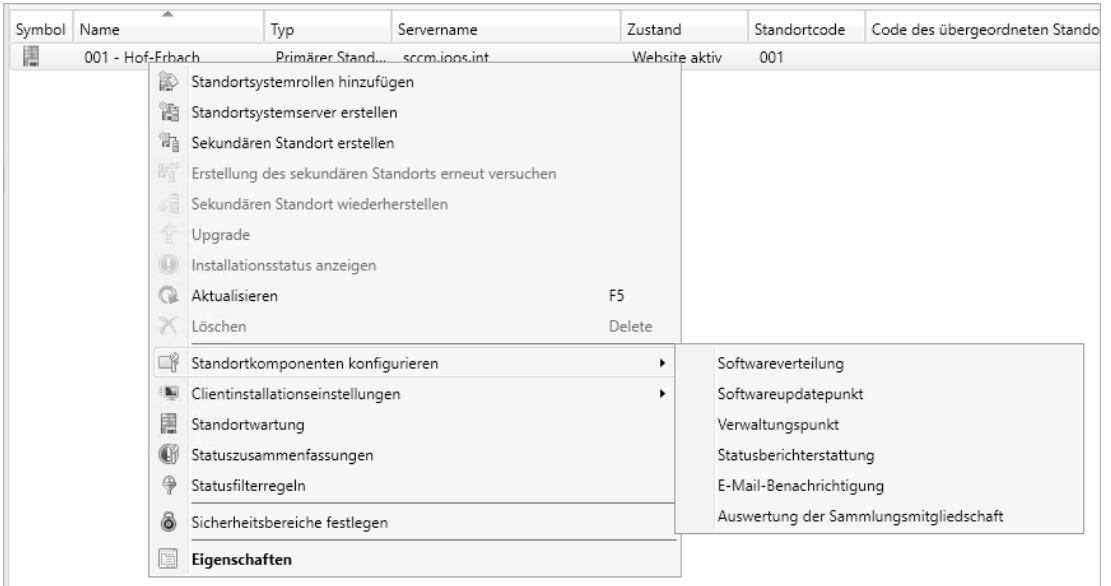 Symbol Name Typ Servername Zustand Standortcode Code des übergeordneten Stando
001 - Hof-Erbach Primärer Stand... sccm.joos.int Website aktiv 001
Standortsystemrollen hinzufügen
Standortsystemserver erstellen
Sekundären Standort erstellen
Erstellung des sekundären Standorts erneut versuchen
Sekundären Standort wiederherstellen
Upgrade
Installationsstatus anzeigen
Aktualisieren F5
Löschen Delete
Standortkomponenten konfigurieren
Clientinstallationseinstellungen
Standortwartung
Statuszusammenfassungen
Statusfilterregeln
Sicherheitsbereiche festlegen
Eigenschaften
Softwareverteilung
Softwareupdatepunkt
Verwaltungspunkt
Statusberichterstattung
E-Mail-Benachrichtigung
Auswertung der Sammlungsmitgliedschaft